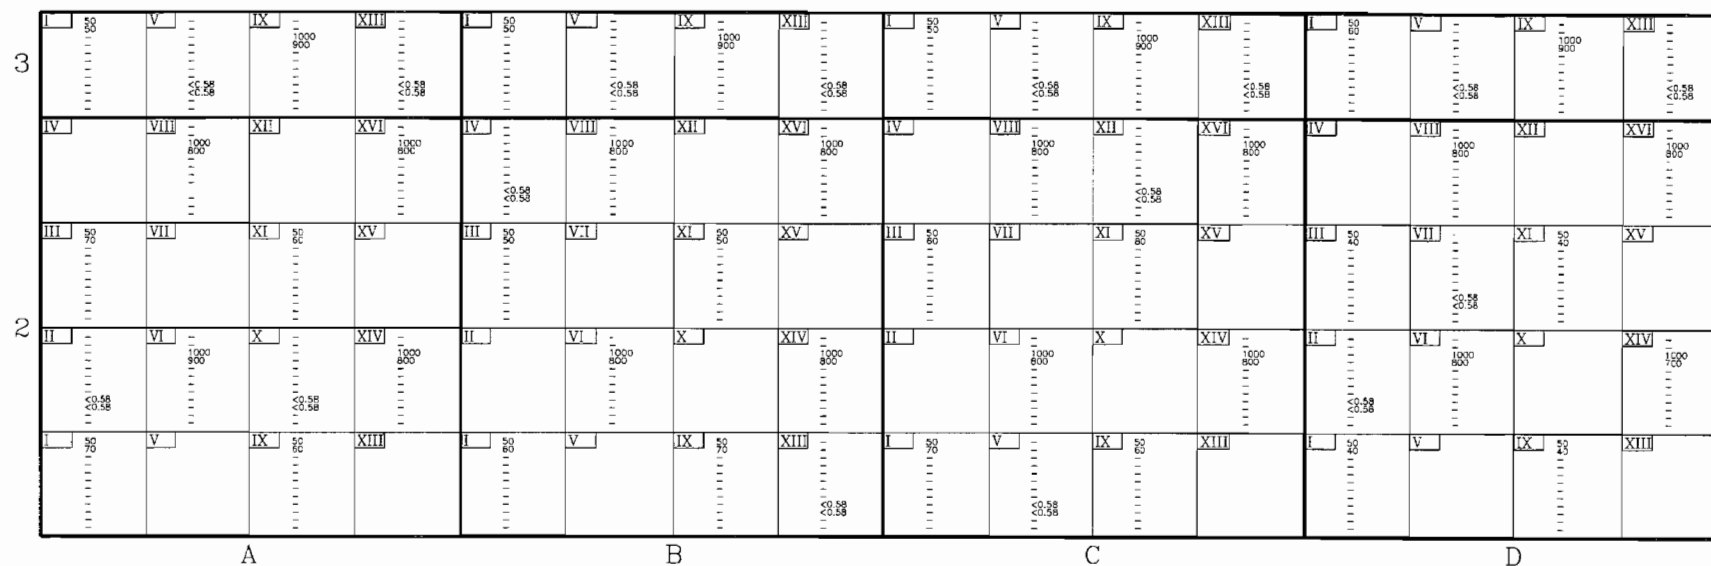 I 50 V IX XIII I 50 V IX XIII I 50 V IX XIII I 50 V IX XIII
50 50 50 60
1000 1000 1000 1000
900 900 900 900
3
<0.58 <0.58 <0.58 <0.58 <0.58 <0.58 <0.58 <0.58
<0.58 <0.58 <0.58 <0.58 <0.58 <0.58 <0.58 <0.58
IV VIII XII XVI IV VIII XII XVI IV VIII XII XVI IV VIII XII XVI
1000 1000 1000 1000 1000 1000 1000 1000
800 800 800 800 800 800 800 800
<0.58 <0.58
<0.58 <0.58
III 50 VII XI 50 XV III 50 VII XI 50 XV III 50 VII XI 50 XV III 50 VII XI 50 XV
70 60 50 50 60 60 40 40
<0.58
<0.58
2
II VI X XIV II VI X XIV II VI X XIV II VI X XIV
1000 1000 1000 1000 1000 1000 1000 1000
900 800 800 800 800 800 800 700
<0.58 <0.58 <0.58
<0.58 <0.58 <0.58
I 50 V IX 50 XIII I 50 V IX 50 XIII I 50 V IX 50 XIII I 50 V IX 50 XIII
70 60 60 70 70 60 40 40
<0.58 <0.58
<0.58 <0.58
A B C D